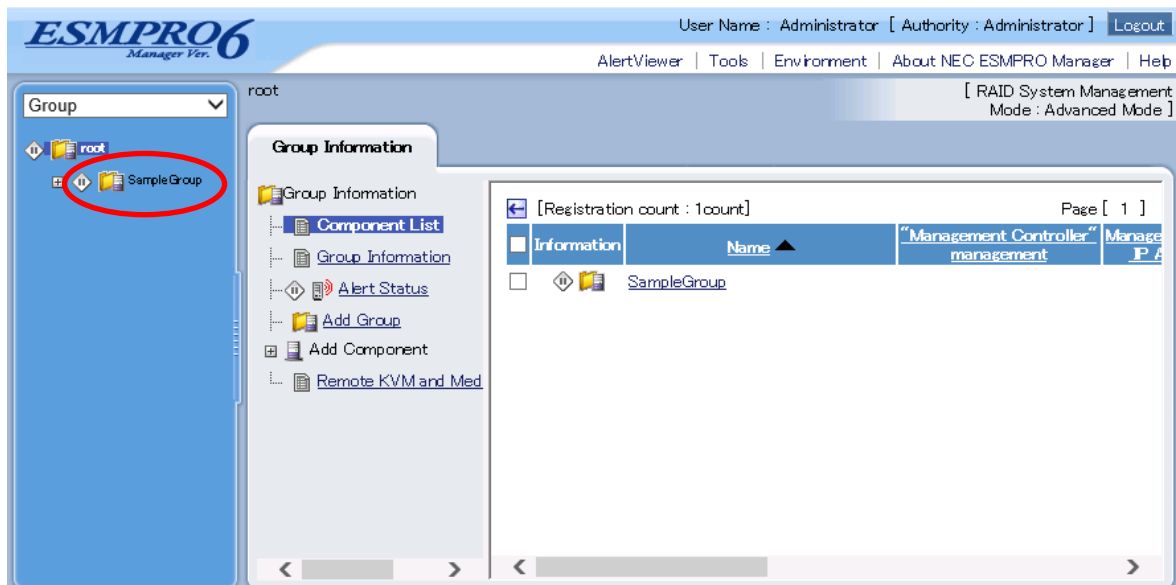 ESMPRO6
Manager Ver.
User Name : Administrator [ Authority : Administrator ] Logout
AlertViewer | Tools | Environment | About NEC ESMPRO Manager | Help
Group
root
[ RAID System Management
Mode : Advanced Mode ]
root
SampleGroup
Group Information
Group Information
Component List
Group Information
Alert Status
Add Group
Add Component
Remote KVM and Med
[Registration count : 1count] Page [ 1 ]
Information Name ▲ "Management Controller" management Manage
P A
SampleGroup